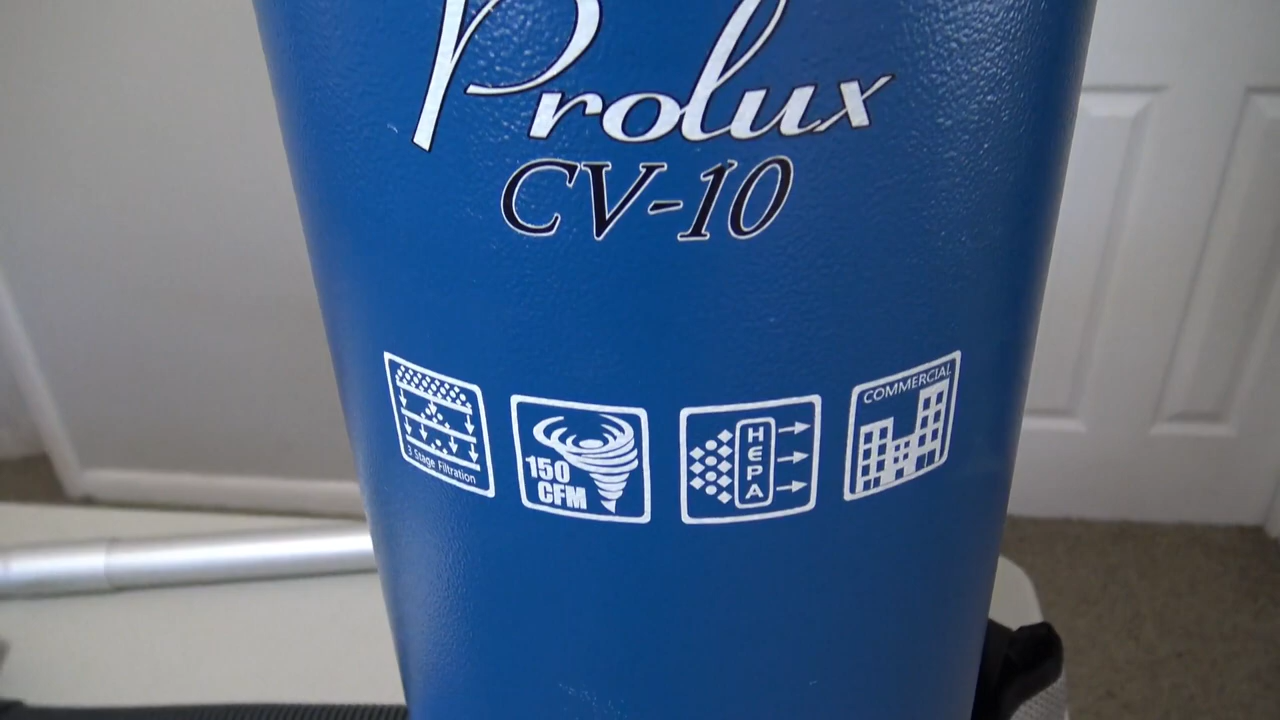 Prolux
CV-10
3 Stage Filtration
150
CFM
HEPA
COMMERCIAL